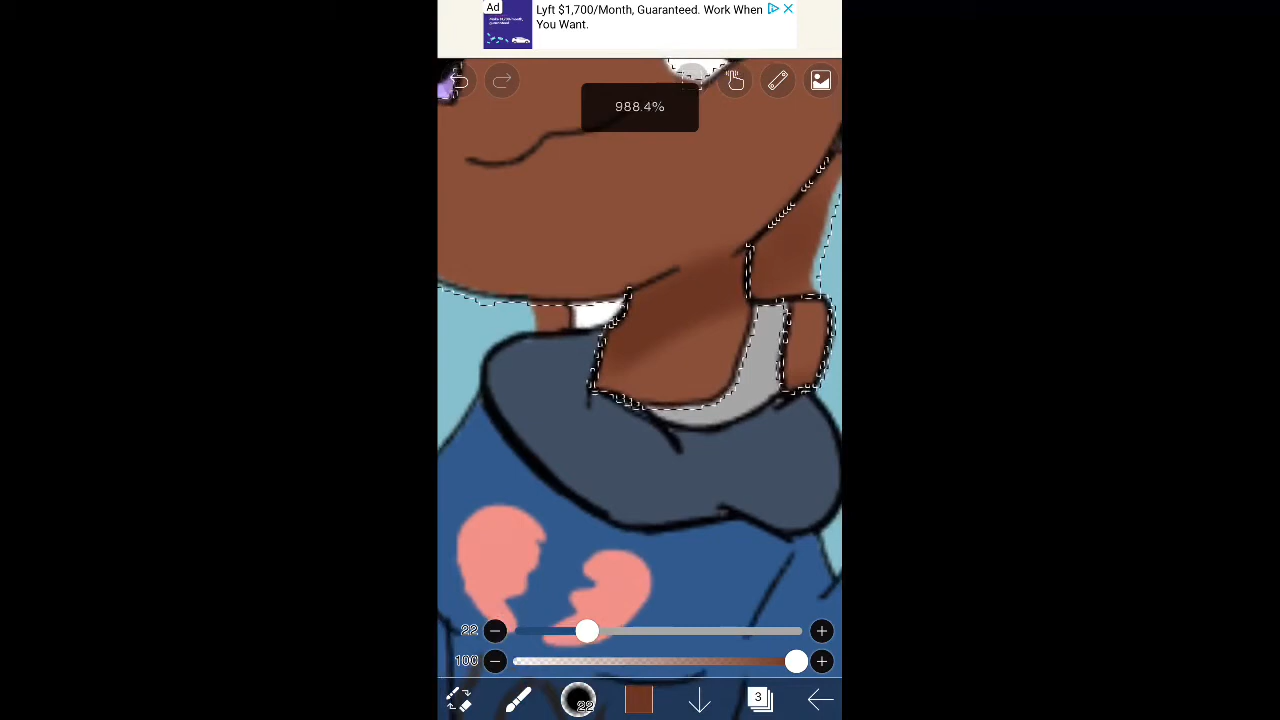 Ad
Lyft $1,700/Month, Guaranteed. Work When
You Want.
988.4%
22
100
22
3